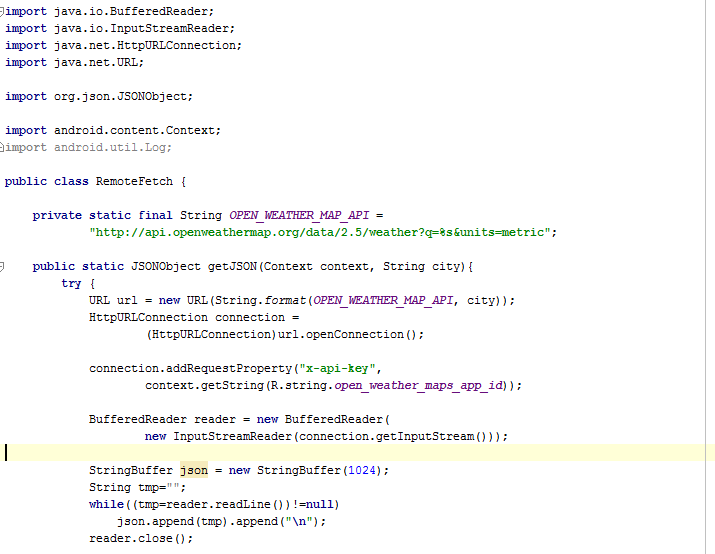 import java.io.BufferedReader;
import java.io.InputStreamReader;
import java.net.HttpURLConnection;
import java.net.URL;

import org.json.JSONObject;

import android.content.Context;
import android.util.Log;

public class RemoteFetch {

    private static final String OPEN_WEATHER_MAP_API =
            "http://api.openweathermap.org/data/2.5/weather?q=%s&units=metric";

    public static JSONObject getJSON(Context context, String city){
        try {
            URL url = new URL(String.format(OPEN_WEATHER_MAP_API, city));
            HttpURLConnection connection =
                    (HttpURLConnection)url.openConnection();

            connection.addRequestProperty("x-api-key",
                    context.getString(R.string.open_weather_maps_app_id));

            BufferedReader reader = new BufferedReader(
                    new InputStreamReader(connection.getInputStream()));

            StringBuffer json = new StringBuffer(1024);
            String tmp="";
            while((tmp=reader.readLine())!=null)
                json.append(tmp).append("\n");
            reader.close();